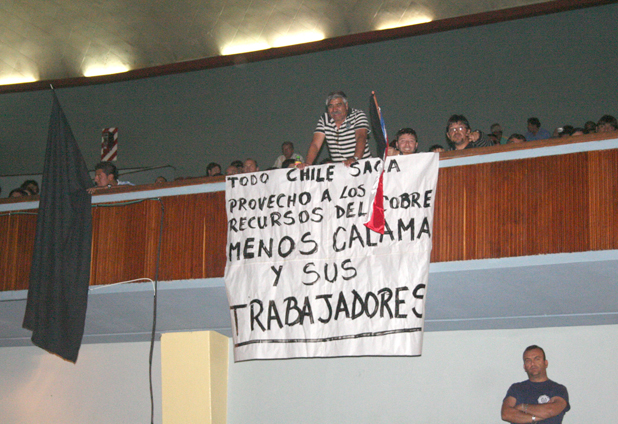 TODO CHILE SACA
PROVECHO A LOS
RECURSOS DEL COBRE
MENOS CALAMA
Y SUS
TRABAJADORES